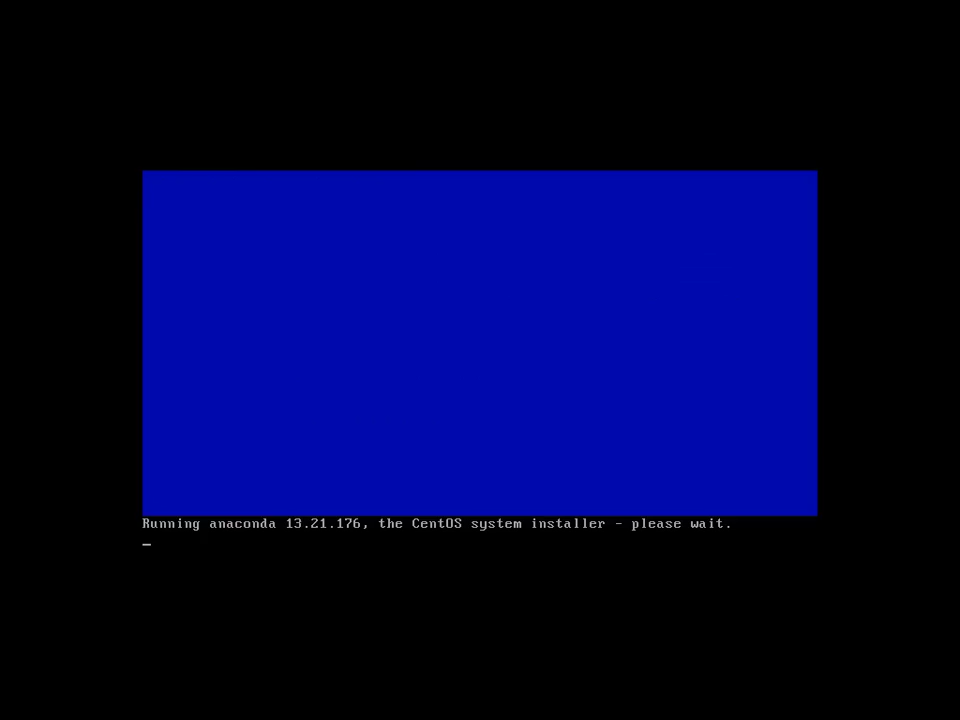 Running anaconda 13.21.176, the CentOS system installer - please wait.